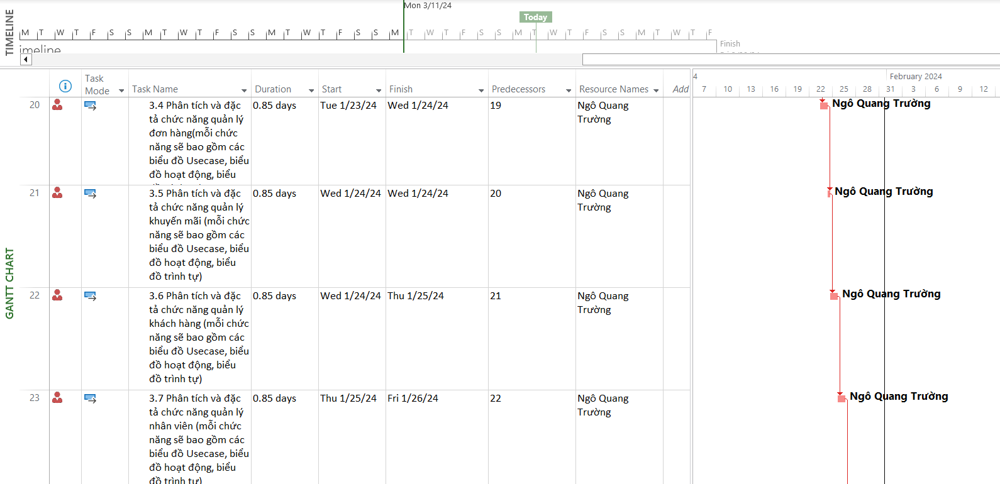 TIMELINE
Mon 3/11/24
Today
M T W T F S S M T W T F S S M T W T F S S M T W T F S S M T W T F S S M T W T F
Finish
GANTT CHART
Task Mode Task Name Duration Start Finish Predecessors Resource Names Add
4 February 2024
7 10 13 16 19 22 25 28 31 3 6 9 12
20 3.4 Phân tích và đặc 0.85 days Tue 1/23/24 Wed 1/24/24 19 Ngô Quang Ngô Quang Trường
tả chức năng quản lý Trường
đơn hàng(mỗi chức
năng sẽ bao gồm các
biểu đồ Usecase, biểu
đồ hoạt động, biểu
21 3.5 Phân tích và đặc 0.85 days Wed 1/24/24 Wed 1/24/24 20 Ngô Quang Ngô Quang Trường
tả chức năng quản lý Trường
khuyến mãi (mỗi chức
năng sẽ bao gồm các
biểu đồ Usecase, biểu
đồ hoạt động, biểu
đồ trình tự)
22 3.6 Phân tích và đặc 0.85 days Wed 1/24/24 Thu 1/25/24 21 Ngô Quang Ngô Quang Trường
tả chức năng quản lý Trường
khách hàng (mỗi chức
năng sẽ bao gồm các
biểu đồ Usecase, biểu
đồ hoạt động, biểu
đồ trình tự)
23 3.7 Phân tích và đặc 0.85 days Thu 1/25/24 Fri 1/26/24 22 Ngô Quang Ngô Quang Trường
tả chức năng quản lý Trường
nhân viên (mỗi chức
năng sẽ bao gồm các
biểu đồ Usecase, biểu
đồ hoạt động, biểu
đồ trình tự)